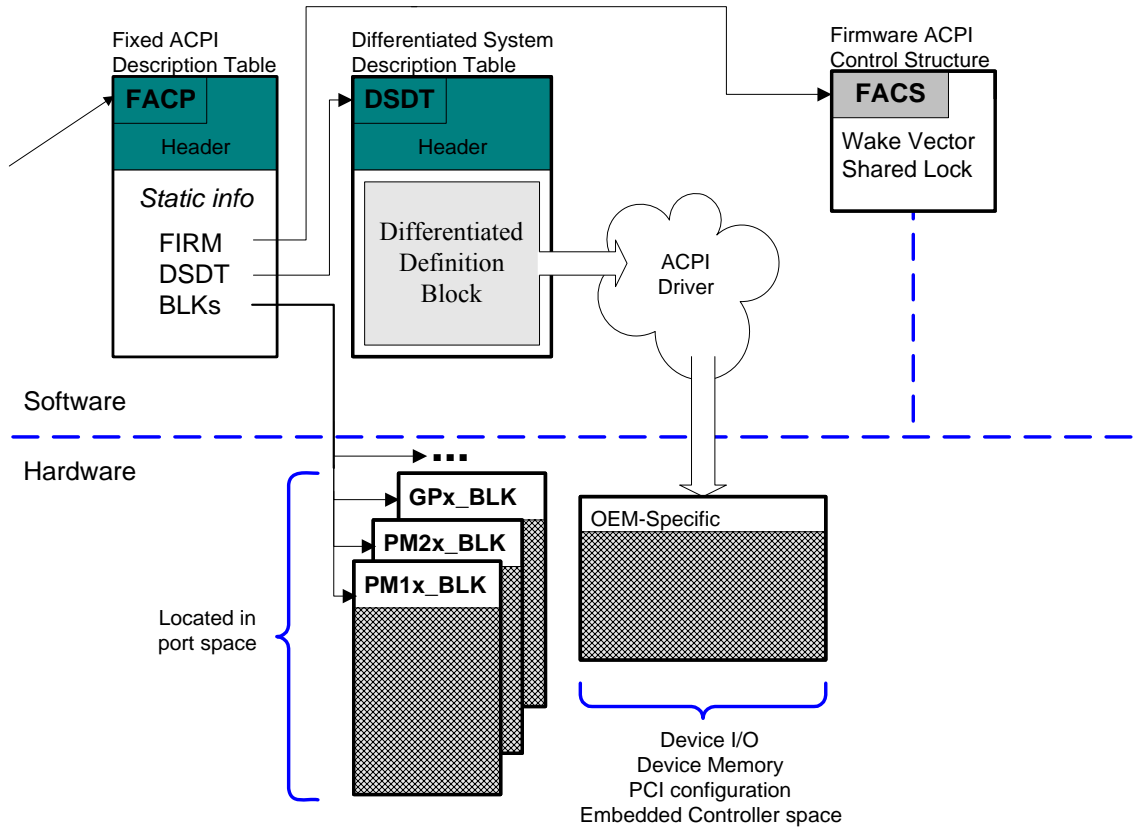 Fixed ACPI
Description Table
FACP
Header
Static info
FIRM
DSDT
BLKs
Differentiated System
Description Table
DSDT
Header
Differentiated
Definition
Block
ACPI
Driver
Firmware ACPI
Control Structure
FACS
Wake Vector
Shared Lock
Software
Hardware
...
GPx_BLK
PM2x_BLK
PM1x_BLK
Located in
port space
OEM-Specific
Device I/O
Device Memory
PCI configuration
Embedded Controller space